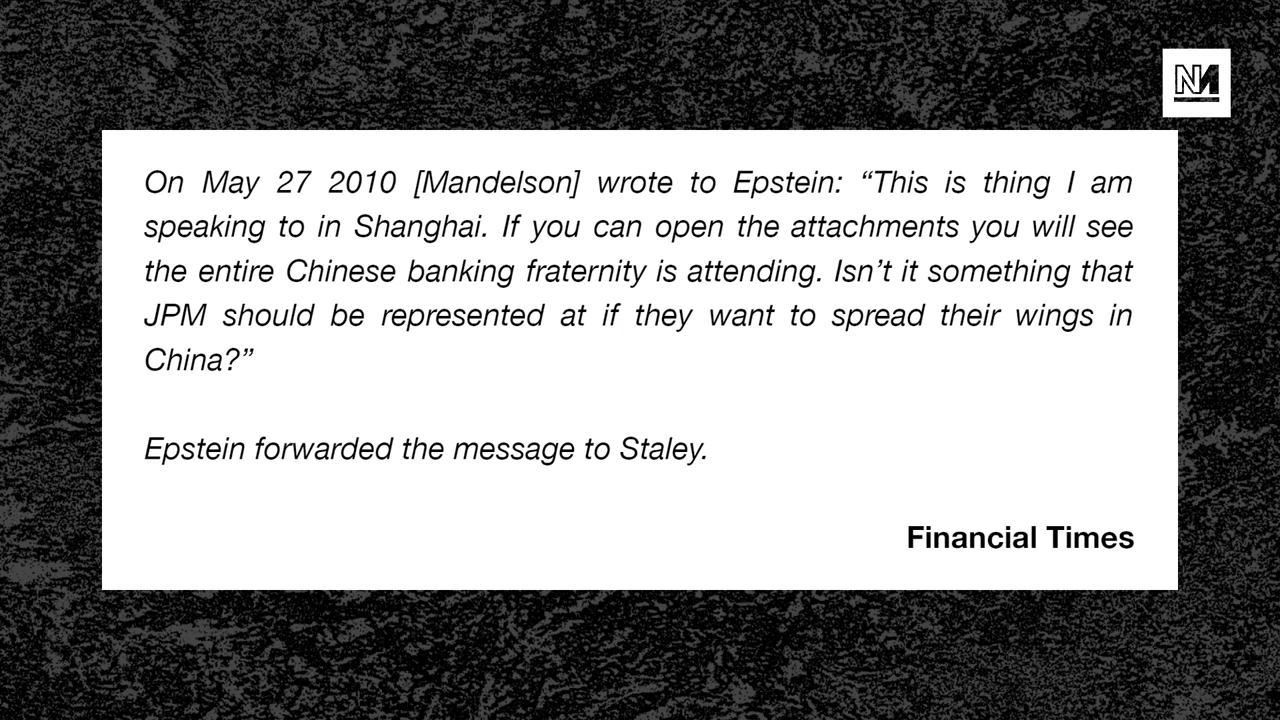 NM
On May 27 2010 [Mandelson] wrote to Epstein: “This is thing I am
speaking to in Shanghai. If you can open the attachments you will see
the entire Chinese banking fraternity is attending. Isn’t it something that
JPM should be represented at if they want to spread their wings in
China?”
Epstein forwarded the message to Staley.
Financial Times